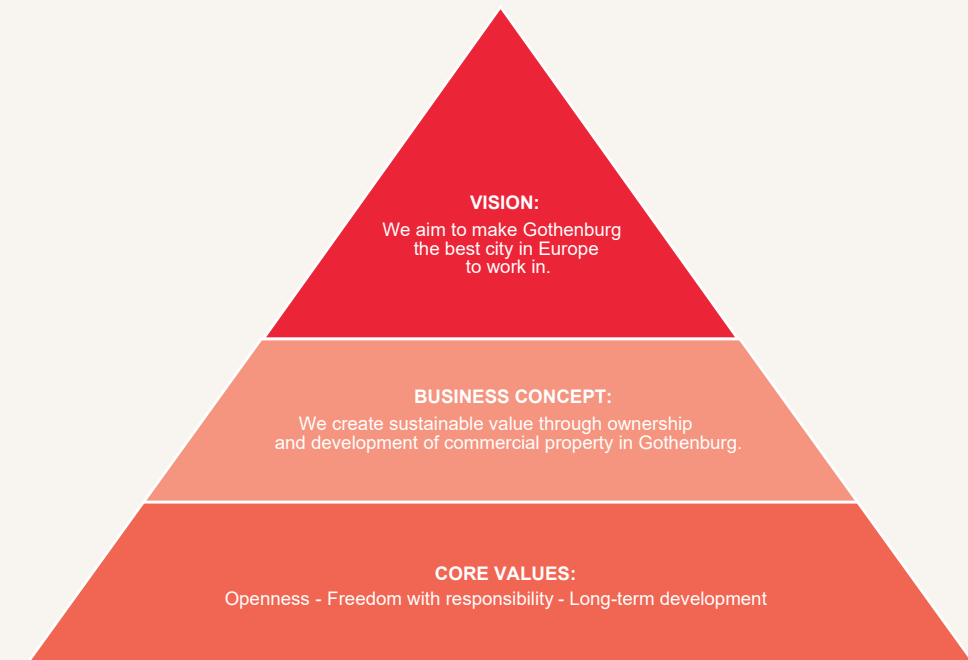 VISION:
We aim to make Gothenburg
the best city in Europe
to work in.
BUSINESS CONCEPT:
We create sustainable value through ownership
and development of commercial property in Gothenburg.
CORE VALUES:
Openness - Freedom with responsibility - Long-term development